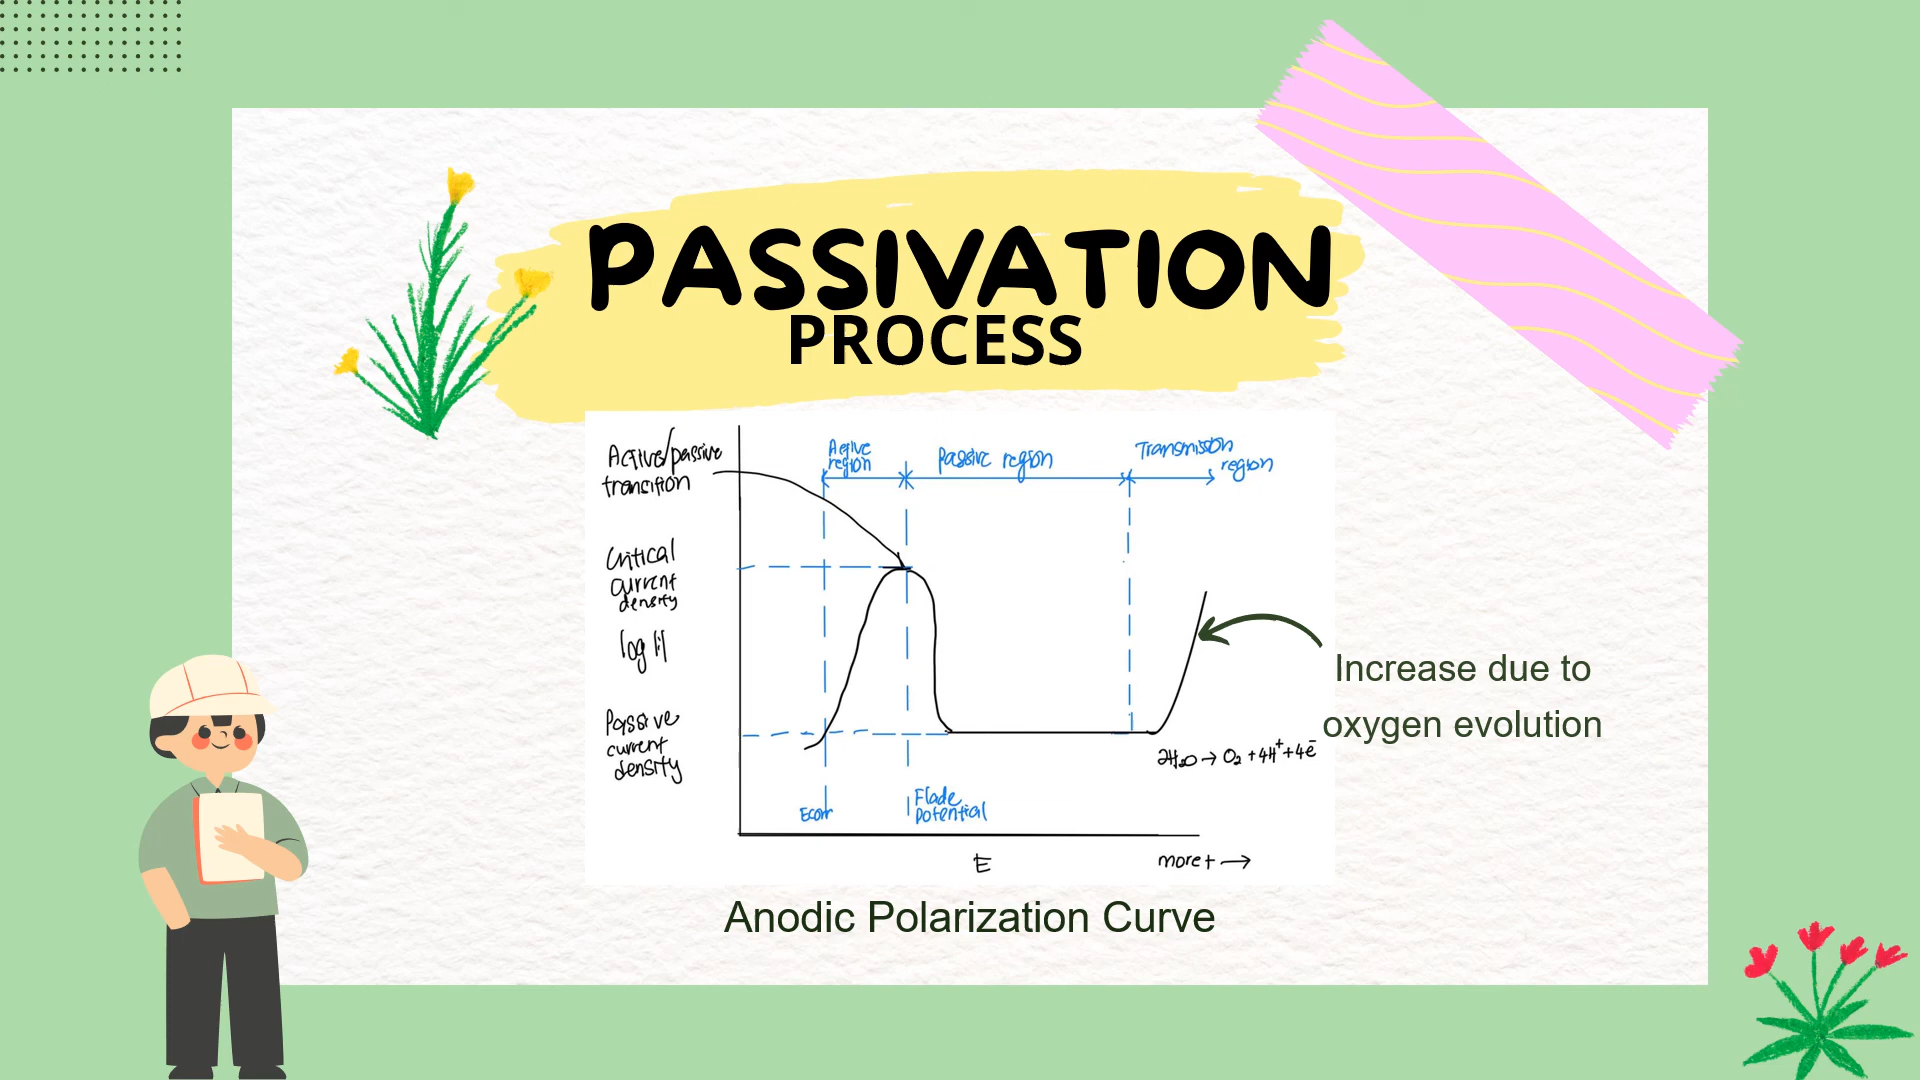 PASSIVATION
PROCESS
Active/passive
transition
Active
region
Passive region
Transmission
region
Critical
current
density
log |i|
Passive
current
density
Increase due to
oxygen evolution
2H₂O → O₂ + 4H⁺ + 4e⁻
Ecorr
Flade
potential
E
more + →
Anodic Polarization Curve